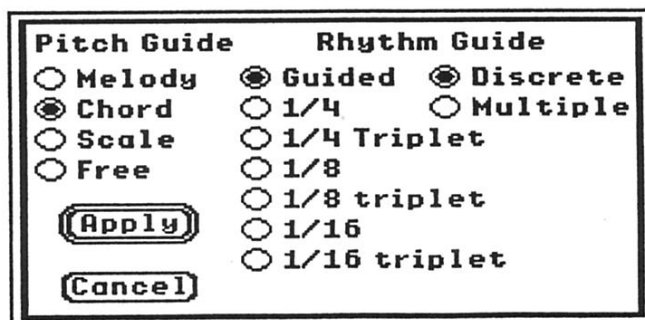 Pitch Guide Rhythm Guide
Melody Guided Discrete
Chord 1/4 Multiple
Scale 1/4 Triplet
Free 1/8
1/8 triplet
Apply 1/16
1/16 triplet
Cancel